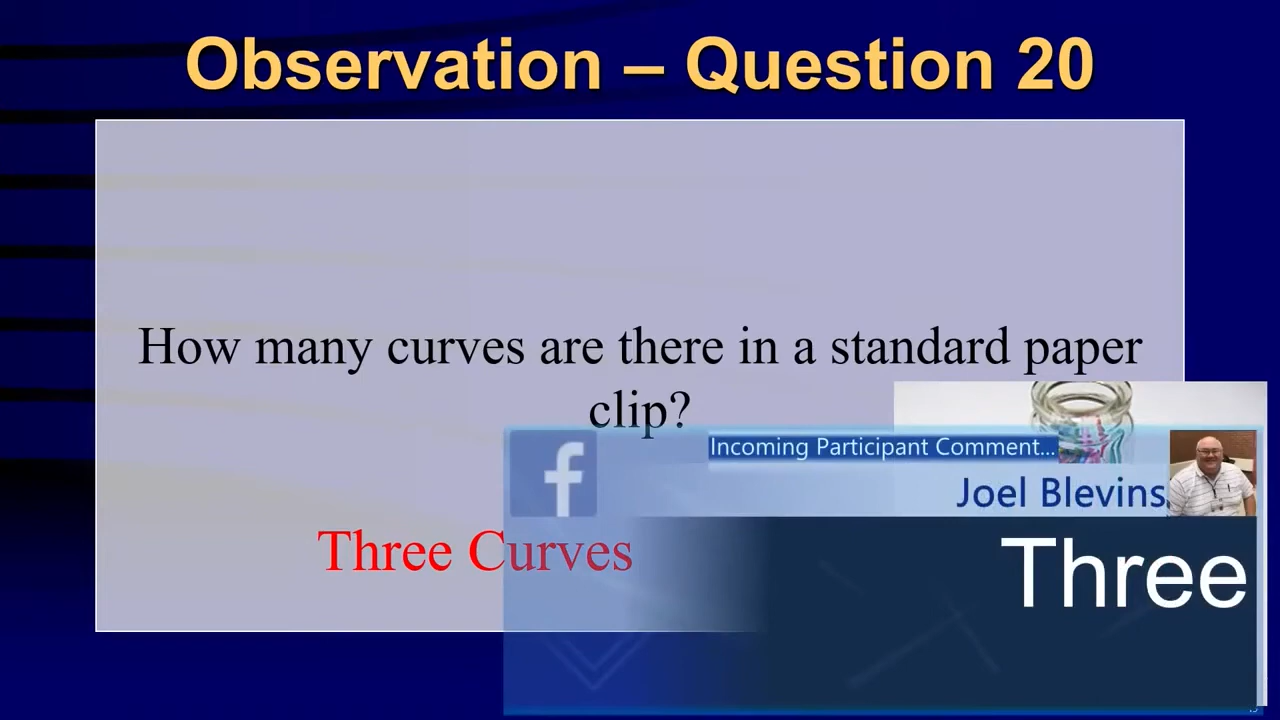 Observation – Question 20
How many curves are there in a standard paper
clip?
Incoming Participant Comment...
Joel Blevins
Three Curves
Three